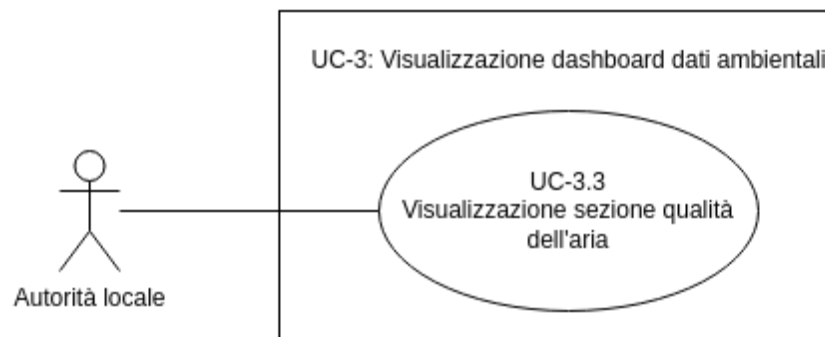 UC-3: Visualizzazione dashboard dati ambientali
UC-3.3
Visualizzazione sezione qualità
dell'aria
Autorità locale